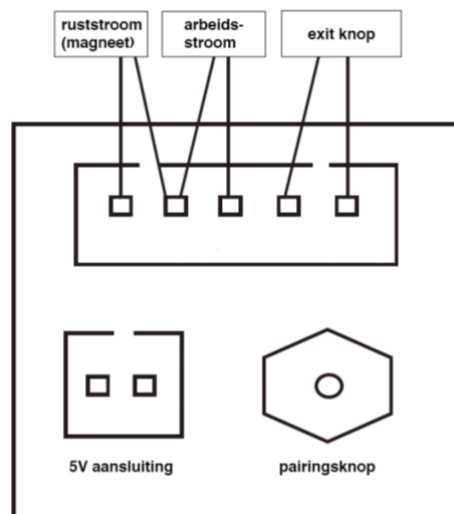 ruststroom
(magneet)
arbeids-
stroom
exit knop
5V aansluiting
pairingsknop